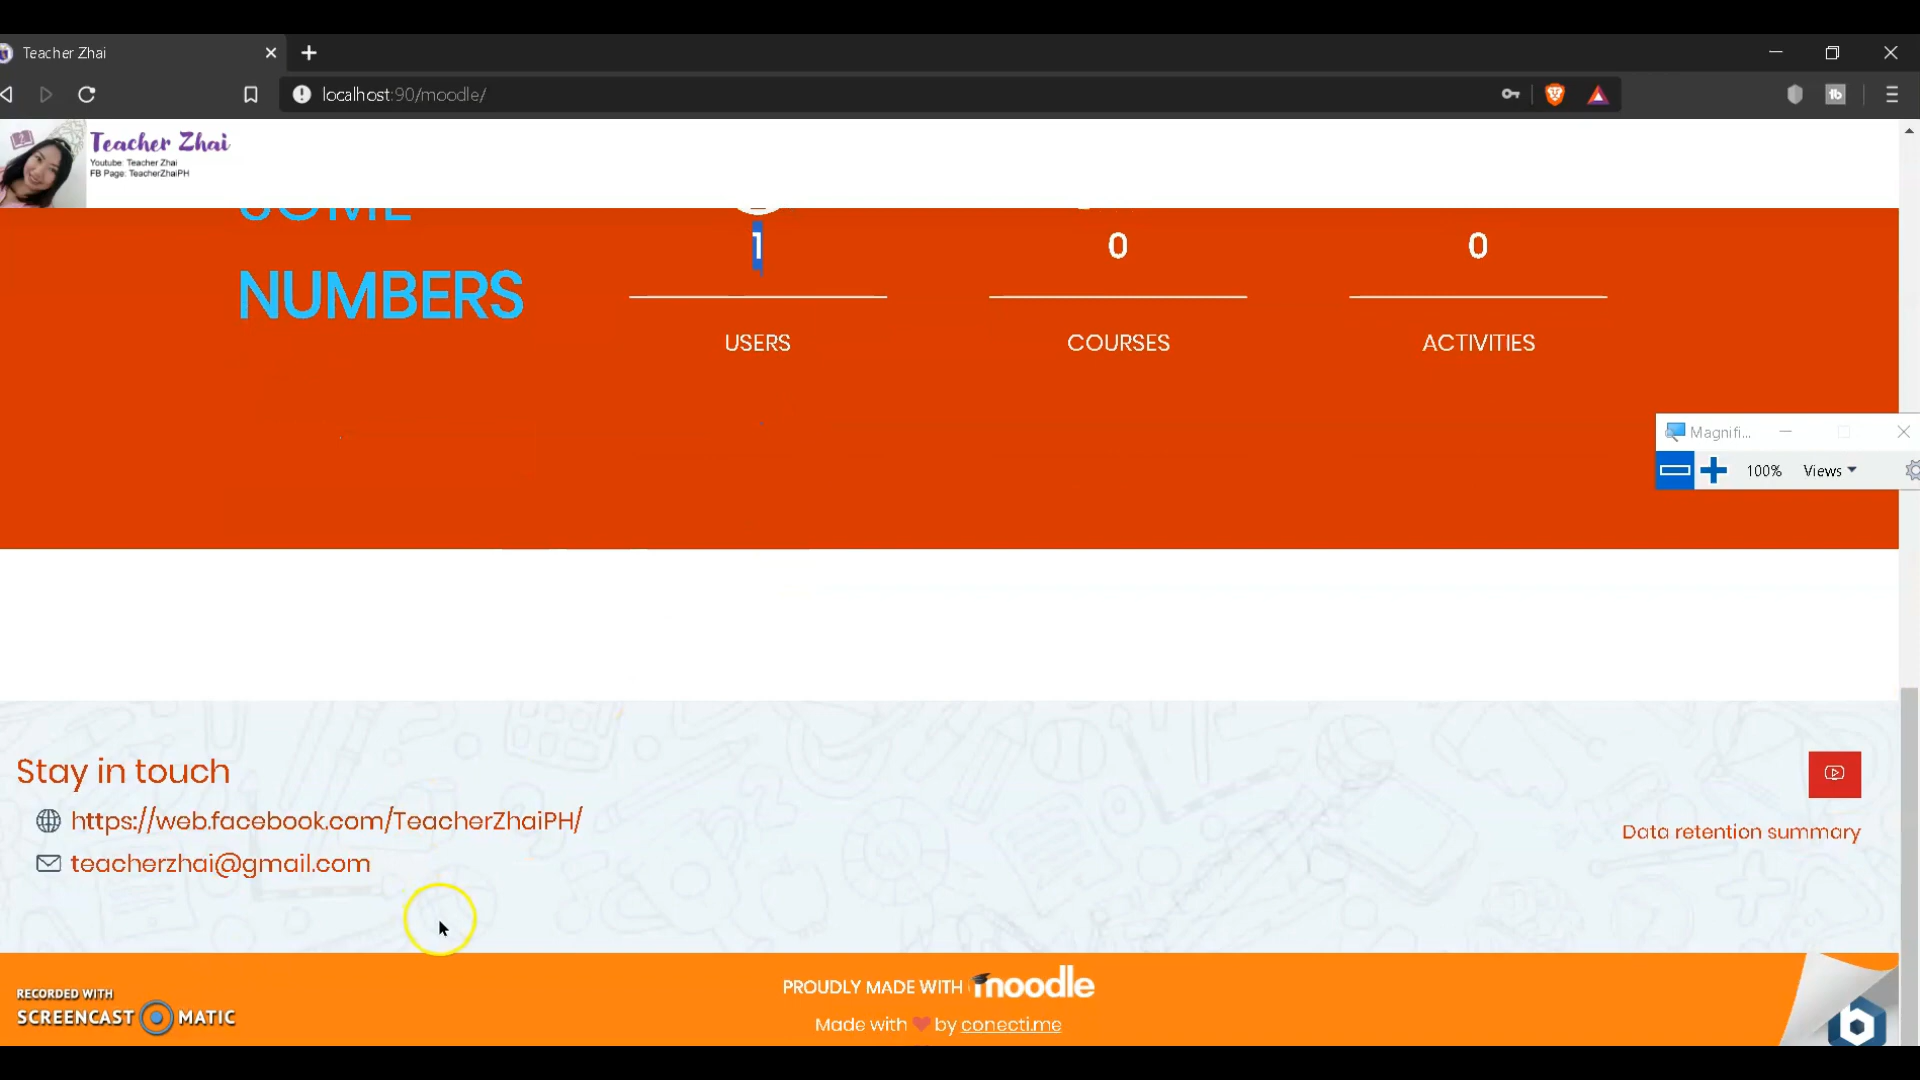 Teacher Zhai
localhost:90/moodle/
Teacher Zhai
Youtube: Teacher Zhai
FB Page: TeacherZhaiPH
SOME
NUMBERS
1
USERS
0
COURSES
0
ACTIVITIES
Magnifi...
100% Views
Stay in touch
https://web.facebook.com/TeacherZhaiPH/
teacherzhai@gmail.com
Data retention summary
PROUDLY MADE WITH moodle
Made with ❤ by conecti.me
RECORDED WITH
SCREENCAST MATIC